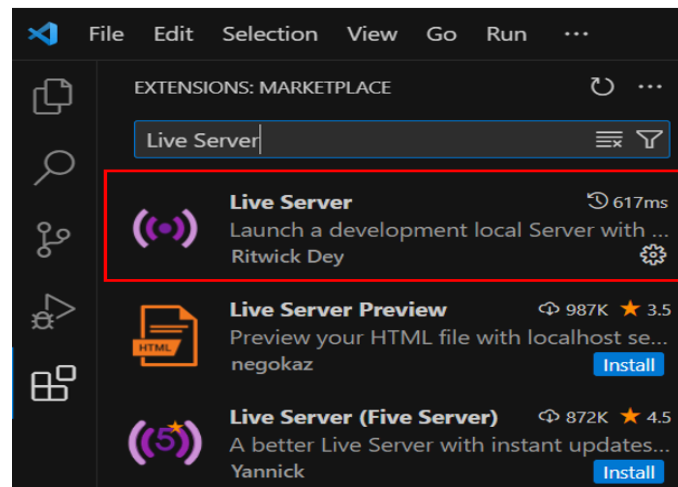 File Edit Selection View Go Run ...
EXTENSIONS: MARKETPLACE
Live Server
Live Server 617ms
Launch a development local Server with ...
Ritwick Dey
Live Server Preview 987K ★ 3.5
Preview your HTML file with localhost se...
HTML
negokaz Install
Live Server (Five Server) 872K ★ 4.5
A better Live Server with instant updates...
5
Yannick Install